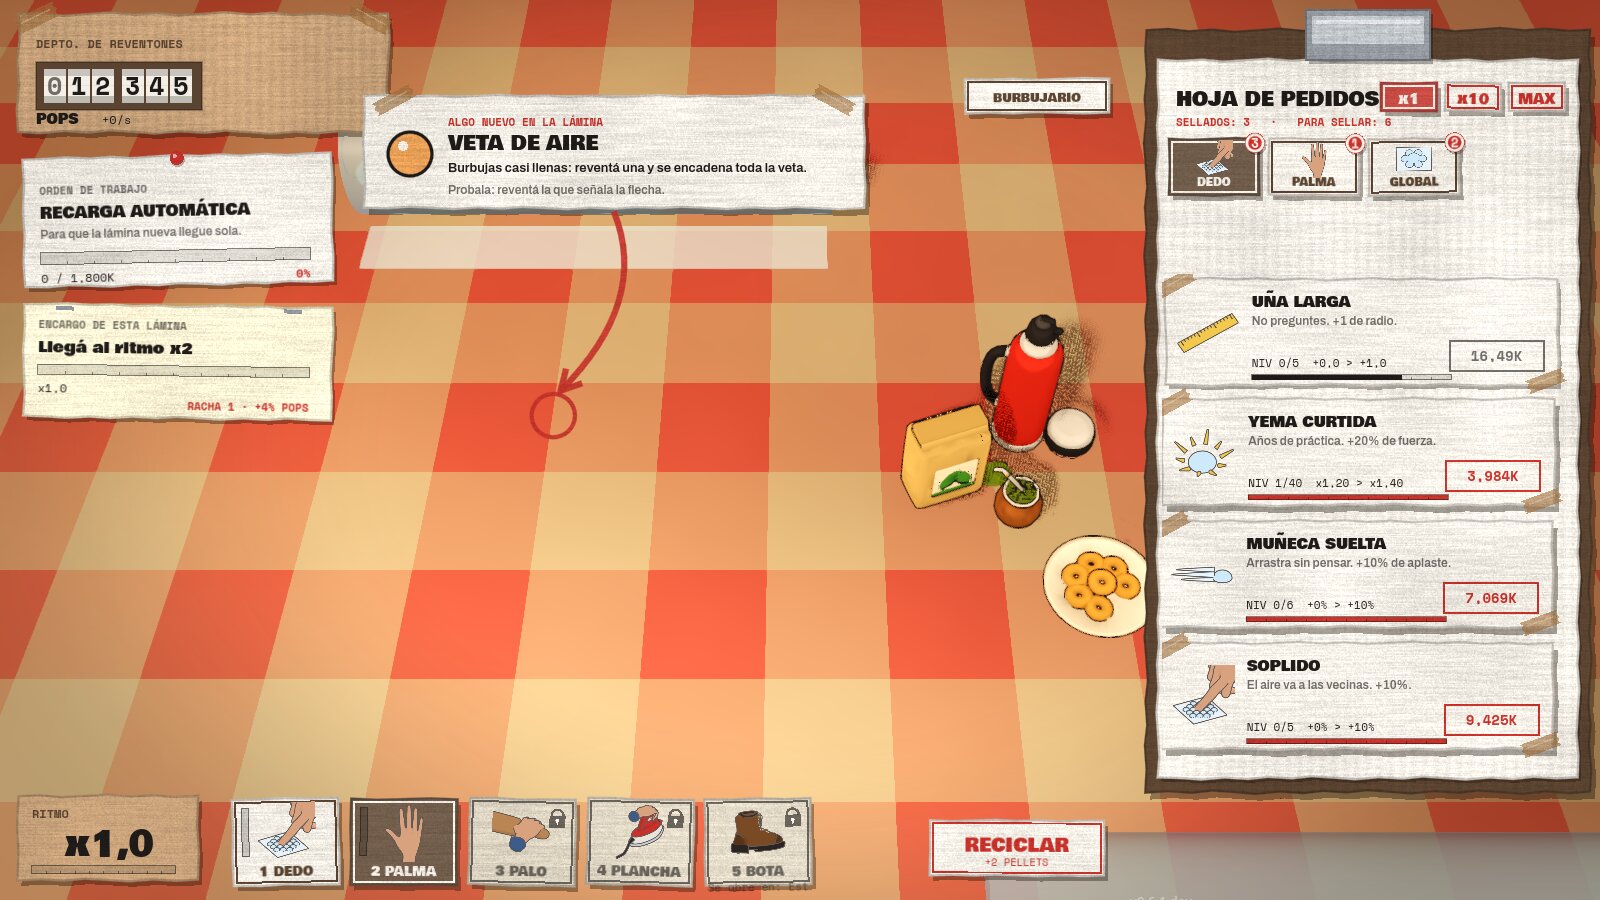 DEPTO. DE REVENTONES
012345
POPS +0/s
ORDEN DE TRABAJO
RECARGA AUTOMÁTICA
Para que la lámina nueva llegue sola.
0 / 1.800K 0%
ENCARGO DE ESTA LÁMINA
Llegá al ritmo x2
x1,0
RACHA 1 · +4% POPS
ALGO NUEVO EN LA LÁMINA
VETA DE AIRE
Burbujas casi llenas: reventá una y se encadena toda la veta.
Probala: reventá la que señala la flecha.
BURBUJARIO
HOJA DE PEDIDOS x1 x10 MAX
SELLADOS: 3 · PARA SELLAR: 6
3 1 2
DEDO PALMA GLOBAL
UÑA LARGA
No preguntes. +1 de radio.
NIV 0/5 +0,0 > +1,0
16,49K
YEMA CURTIDA
Años de práctica. +20% de fuerza.
NIV 1/40 x1,20 > x1,40
3,984K
MUÑECA SUELTA
Arrastra sin pensar. +10% de aplaste.
NIV 0/6 +0% > +10%
7,069K
SOPLIDO
El aire va a las vecinas. +10%.
NIV 0/5 +0% > +10%
9,425K
RITMO
x1,0
1 DEDO
2 PALMA
3 PALO
4 PLANCHA
5 BOTA
Se abre en: Est.
RECICLAR
+2 PELLETS